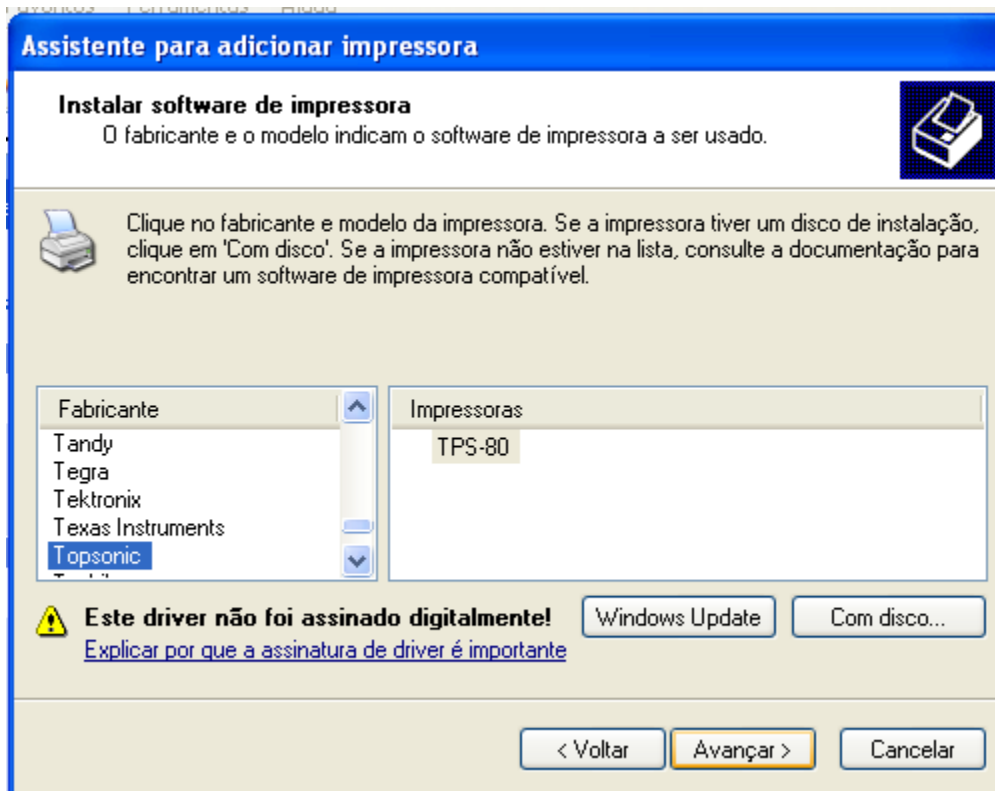 Assistente para adicionar impressora
Instalar software de impressora
O fabricante e o modelo indicam o software de impressora a ser usado.
Clique no fabricante e modelo da impressora. Se a impressora tiver um disco de instalação,
clique em 'Com disco'. Se a impressora não estiver na lista, consulte a documentação para
encontrar um software de impressora compatível.
Fabricante
Tandy
Tegra
Tektronix
Texas Instruments
Topsonic
Impressoras
TPS-80
Este driver não foi assinado digitalmente!
Explicar por que a assinatura de driver é importante
Windows Update
Com disco...
< Voltar
Avançar >
Cancelar